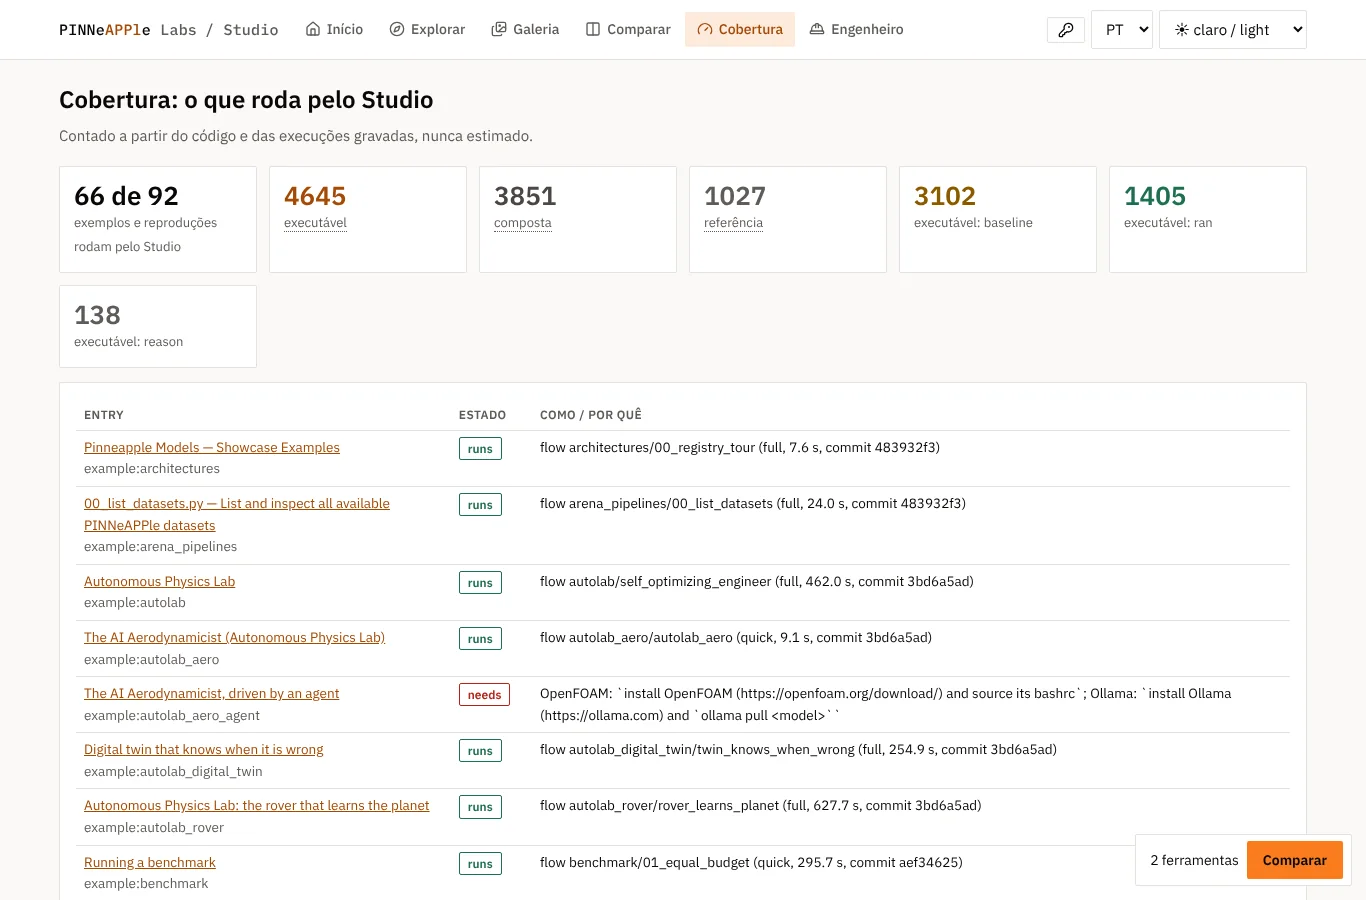 PINNeAPPle Labs / Studio
Início
Explorar
Galeria
Comparar
Cobertura
Engenheiro
PT
claro / light
Cobertura: o que roda pelo Studio
Contado a partir do código e das execuções gravadas, nunca estimado.
66 de 92
exemplos e reproduções
rodam pelo Studio
4645
executável
3851
composta
1027
referência
3102
executável: baseline
1405
executável: ran
138
executável: reason
ENTRY ESTADO COMO / POR QUÊ
Pinneapple Models — Showcase Examples
example:architectures
runs
flow architectures/00_registry_tour (full, 7.6 s, commit 483932f3)
00_list_datasets.py — List and inspect all available
PINNeAPPle datasets
example:arena_pipelines
runs
flow arena_pipelines/00_list_datasets (full, 24.0 s, commit 483932f3)
Autonomous Physics Lab
example:autolab
runs
flow autolab/self_optimizing_engineer (full, 462.0 s, commit 3bd6a5ad)
The AI Aerodynamicist (Autonomous Physics Lab)
example:autolab_aero
runs
flow autolab_aero/autolab_aero (quick, 9.1 s, commit 3bd6a5ad)
The AI Aerodynamicist, driven by an agent
example:autolab_aero_agent
needs
OpenFOAM: `install OpenFOAM (https://openfoam.org/download/) and source its bashrc`; Ollama: `install Ollama
(https://ollama.com) and `ollama pull <model>``
Digital twin that knows when it is wrong
example:autolab_digital_twin
runs
flow autolab_digital_twin/twin_knows_when_wrong (full, 254.9 s, commit 3bd6a5ad)
Autonomous Physics Lab: the rover that learns the planet
example:autolab_rover
runs
flow autolab_rover/rover_learns_planet (full, 627.7 s, commit 3bd6a5ad)
Running a benchmark
example:benchmark
runs
flow benchmark/01_equal_budget (quick, 295.7 s, commit aef34625)
2 ferramentas
Comparar